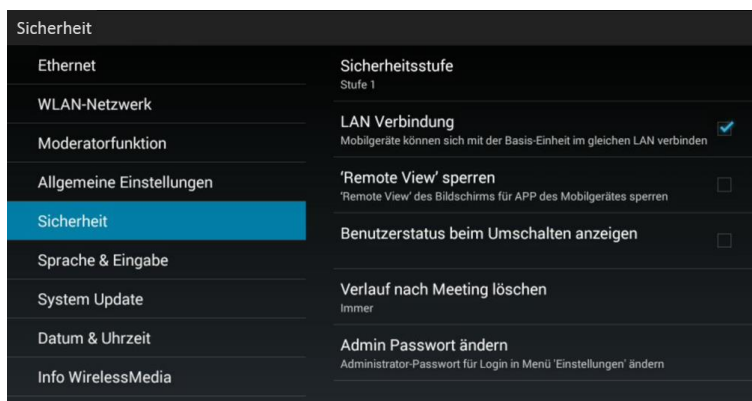 Sicherheit
Ethernet
WLAN-Netzwerk
Moderatorfunktion
Allgemeine Einstellungen
Sicherheit
Sprache & Eingabe
System Update
Datum & Uhrzeit
Info WirelessMedia
Sicherheitsstufe
Stufe 1
LAN Verbindung
Mobilgeräte können sich mit der Basis-Einheit im gleichen LAN verbinden
‘Remote View’ sperren
‘Remote View’ des Bildschirms für APP des Mobilgerätes sperren
Benutzerstatus beim Umschalten anzeigen
Verlauf nach Meeting löschen
Immer
Admin Passwort ändern
Administrator-Passwort für Login in Menü 'Einstellungen' ändern